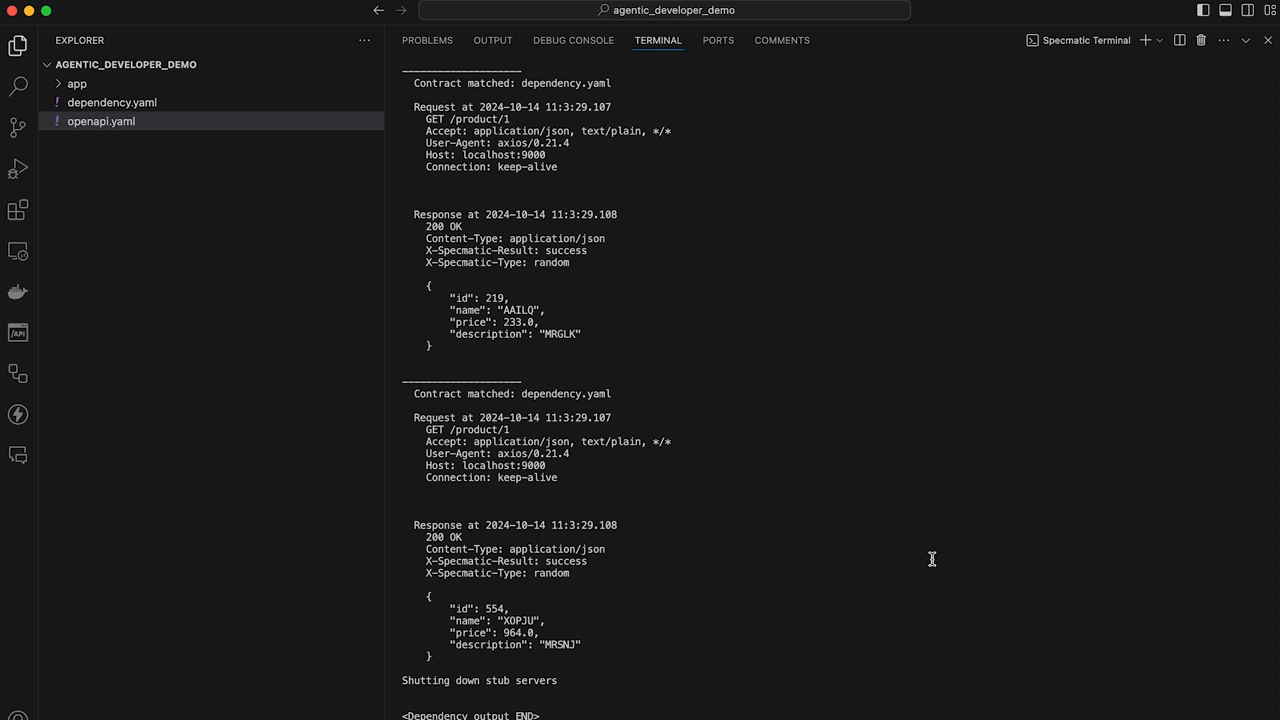 agentic_developer_demo
EXPLORER
AGENTIC_DEVELOPER_DEMO
app
! dependency.yaml
! openapi.yaml
PROBLEMS OUTPUT DEBUG CONSOLE TERMINAL PORTS COMMENTS
Specmatic Terminal
____________________
Contract matched: dependency.yaml
Request at 2024-10-14 11:3:29.107
GET /product/1
Accept: application/json, text/plain, */*
User-Agent: axios/0.21.4
Host: localhost:9000
Connection: keep-alive
Response at 2024-10-14 11:3:29.108
200 OK
Content-Type: application/json
X-Specmatic-Result: success
X-Specmatic-Type: random
{
"id": 219,
"name": "AAILQ",
"price": 233.0,
"description": "MRGLK"
}
____________________
Contract matched: dependency.yaml
Request at 2024-10-14 11:3:29.107
GET /product/1
Accept: application/json, text/plain, */*
User-Agent: axios/0.21.4
Host: localhost:9000
Connection: keep-alive
Response at 2024-10-14 11:3:29.108
200 OK
Content-Type: application/json
X-Specmatic-Result: success
X-Specmatic-Type: random
{
"id": 554,
"name": "XOPJU",
"price": 964.0,
"description": "MRSNJ"
}
Shutting down stub servers
<Dependency output END>
/API